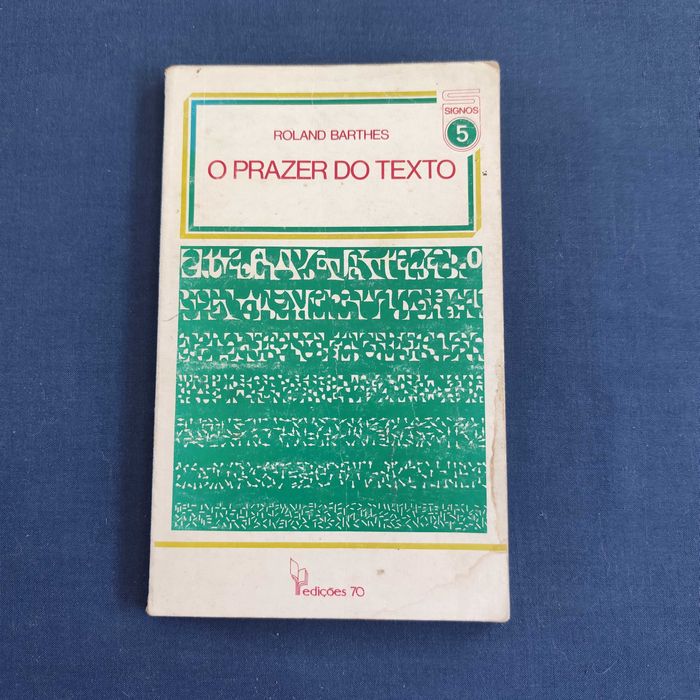 SIGNOS
5
ROLAND BARTHES
O PRAZER DO TEXTO
edições 70